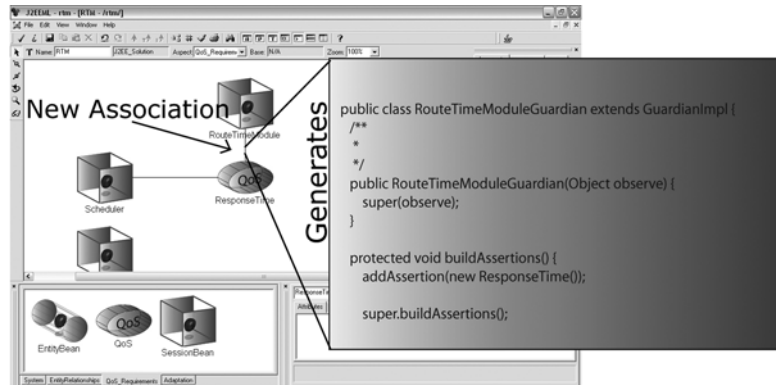 J2EEML - rtm - [RTM - /rtm/]
File Edit View Window Help
Name: RTM J2EE_Solution Aspect: QoS_Requirem Base: N/A Zoom: 100%
New Association
RouteTimeModule
QoS
Scheduler
ResponseTime
Generates
public class RouteTimeModuleGuardian extends GuardianImpl {
/**
*
*/
public RouteTimeModuleGuardian(Object observe) {
super(observe);
}
protected void buildAssertions() {
addAssertion(new ResponseTime());
super.buildAssertions();
ResponseTi
Attributes
QoS
EntityBean
QoS
SessionBean
System EntityRelationships QoS_Requirements Adaptation